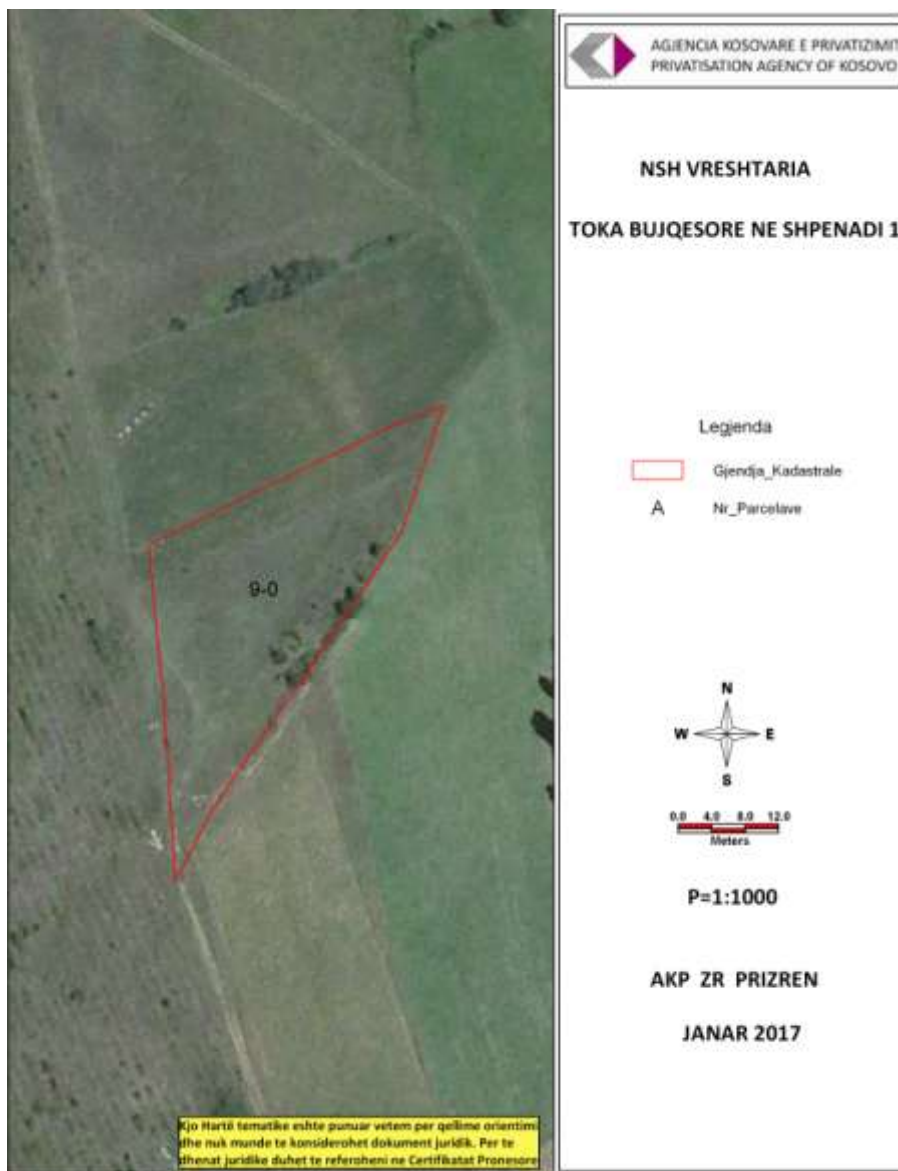 AGJENCIA KOSOVARE E PRIVATIZIMIT
PRIVATISATION AGENCY OF KOSOVO
NSH VRESHTARIA
TOKA BUJQESORE NE SHPENADI 1
Legjenda
Gjendja_Kadastrale
A Nr_Parcelave
9-0
N
W E
S
0.0 4.0 8.0 12.0
Meters
P=1:1000
AKP ZR PRIZREN
JANAR 2017
Kjo Hartë tematike eshte punuar vetem per qellime orientimi
dhe nuk munde te konsiderohet dokument juridik. Per te
dhenat juridike duhet te referoheni ne Certifikatat Pronesore